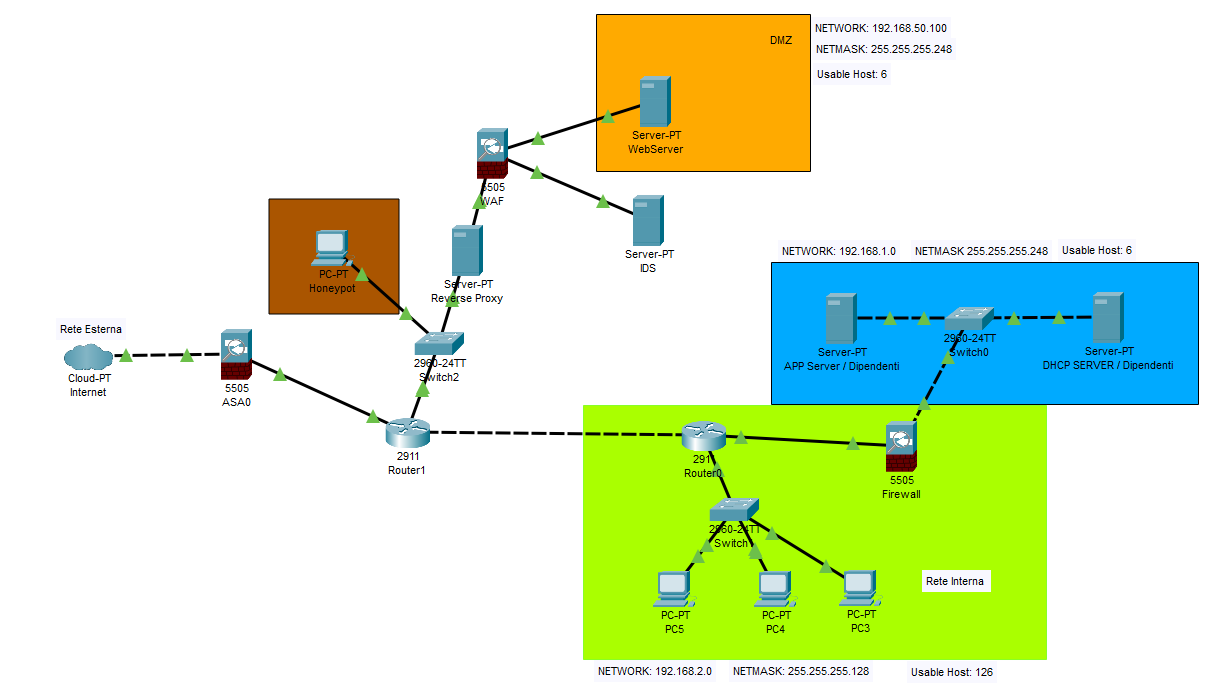 DMZ
NETWORK: 192.168.50.100
NETMASK: 255.255.255.248
Usable Host: 6
Server-PT
WebServer
5505
WAF
Server-PT
IDS
PC-PT
Honeypot
Server-PT
Reverse Proxy
NETWORK: 192.168.1.0 NETMASK 255.255.255.248 Usable Host: 6
Rete Esterna
Cloud-PT
Internet
5505
ASA0
2960-24TT
Switch2
2960-24TT
Switch0
Server-PT
APP Server / Dipendenti
Server-PT
DHCP SERVER / Dipendenti
2911
Router1
291
Router0
5505
Firewall
2960-24TT
Switch
PC-PT
PC5
PC-PT
PC4
PC-PT
PC3
Rete Interna
NETWORK: 192.168.2.0 NETMASK: 255.255.255.128 Usable Host: 126